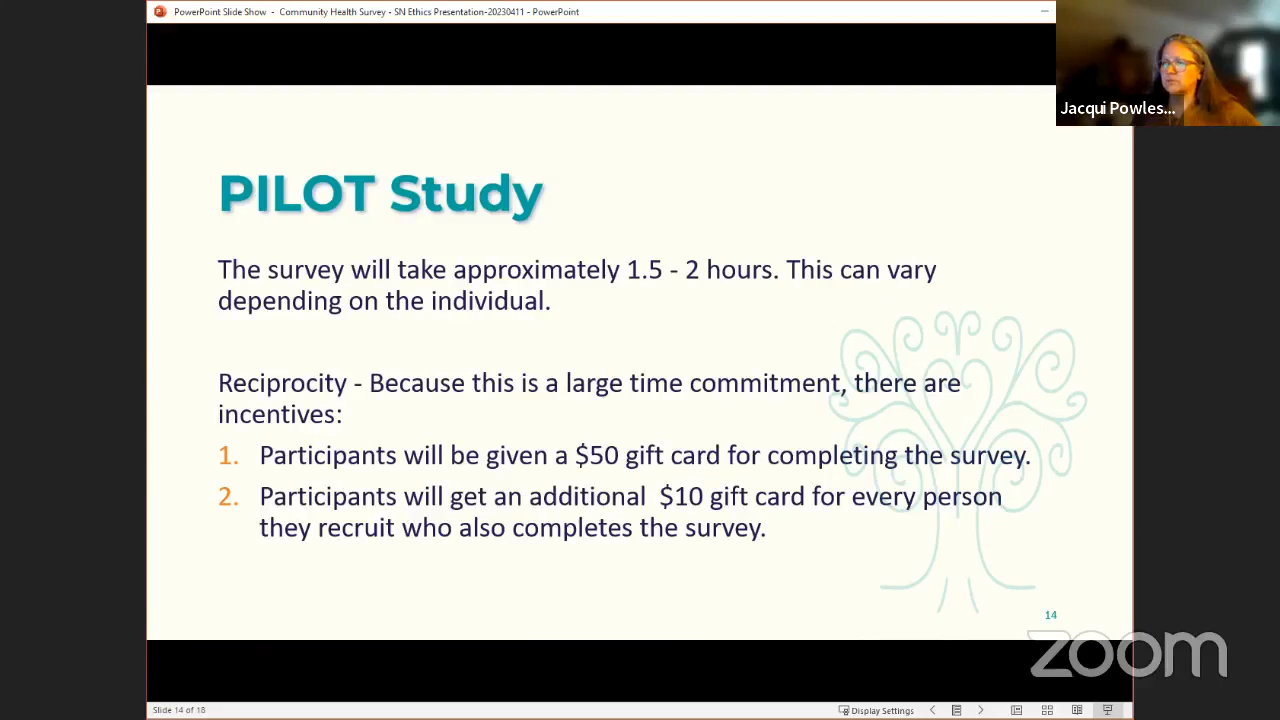 PowerPoint Slide Show - Community Health Survey - SN Ethics Presentation-20230411 - PowerPoint
Jacqui Powles...
PILOT Study
The survey will take approximately 1.5 - 2 hours. This can vary
depending on the individual.
Reciprocity - Because this is a large time commitment, there are
incentives:
1. Participants will be given a $50 gift card for completing the survey.
2. Participants will get an additional $10 gift card for every person
they recruit who also completes the survey.
14
zoom
Slide 14 of 18
Display Settings